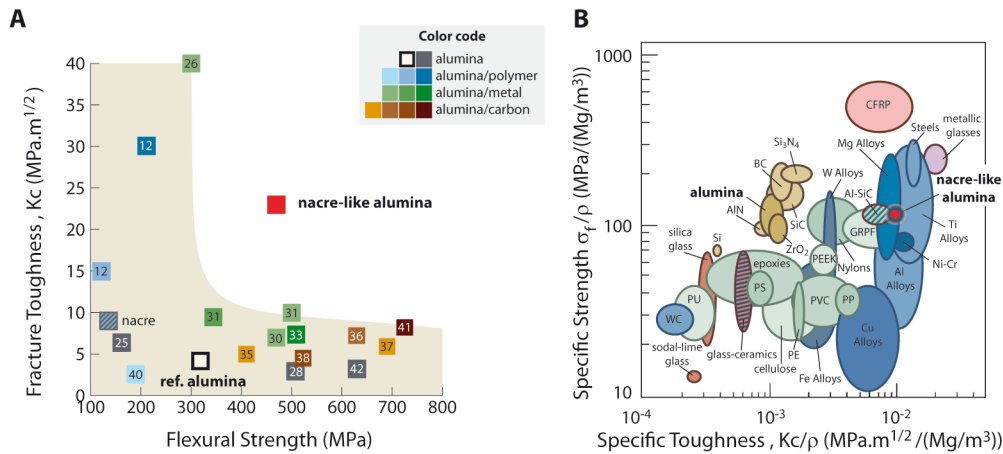 A
Color code
alumina
alumina/polymer
alumina/metal
alumina/carbon
Fracture Toughness , Kc (MPa.m1/2)
40
35
30
25
20
15
10
5
0
26
12
nacre-like alumina
12
nacre
25
40
31
ref. alumina
35
31
30
33
38
28
36
42
37
41
100
200
300
400
500
600
700
800
Flexural Strength (MPa)
B
Specific Strength σf/ρ (MPa/(Mg/m3))
1000
100
10
CFRP
Steels
metallic
glasses
Mg Alloys
Si3N4
BC
W Alloys
nacre-like
alumina
alumina
Al-SiC
AlN
SiC
GRPF
Ti
Alloys
silica
glass
Si
ZrO2
Nylons
Ni-Cr
epoxies
PEEK
Al
Alloys
PU
PS
PVC
PP
WC
Cu
Alloys
sodal-lime
glass
glass-ceramics
cellulose
PE
Fe Alloys
10-4
10-3
10-2
Specific Toughness , Kc/ρ (MPa.m1/2/(Mg/m3))